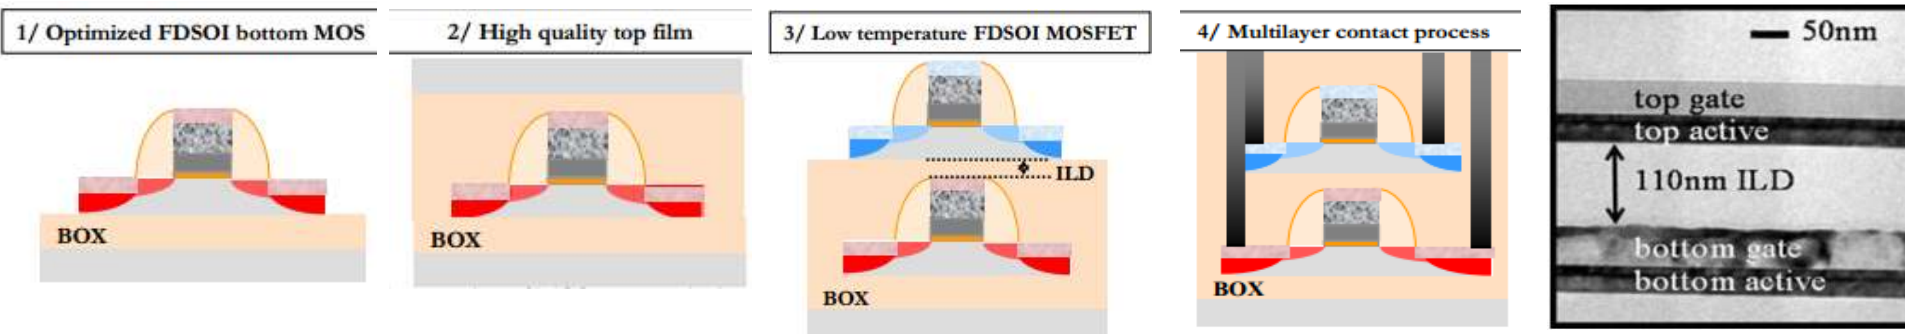 1/ Optimized FDSOI bottom MOS
BOX
2/ High quality top film
BOX
3/ Low temperature FDSOI MOSFET
ILD
BOX
4/ Multilayer contact process
BOX
50nm
top gate
top active
110nm ILD
bottom gate
bottom active